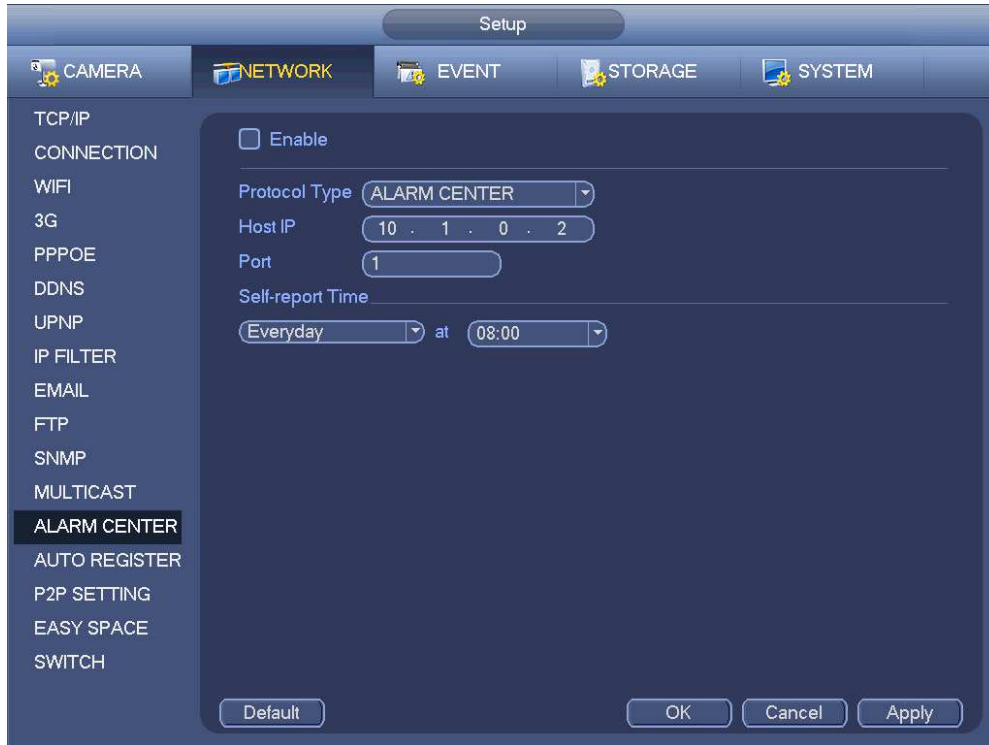 Setup
CAMERA NETWORK EVENT STORAGE SYSTEM
TCP/IP
CONNECTION
WIFI
3G
PPPOE
DDNS
UPNP
IP FILTER
EMAIL
FTP
SNMP
MULTICAST
ALARM CENTER
AUTO REGISTER
P2P SETTING
EASY SPACE
SWITCH
Enable
Protocol Type ALARM CENTER
Host IP 10 . 1 . 0 . 2
Port 1
Self-report Time
Everyday at 08:00
Default OK Cancel Apply